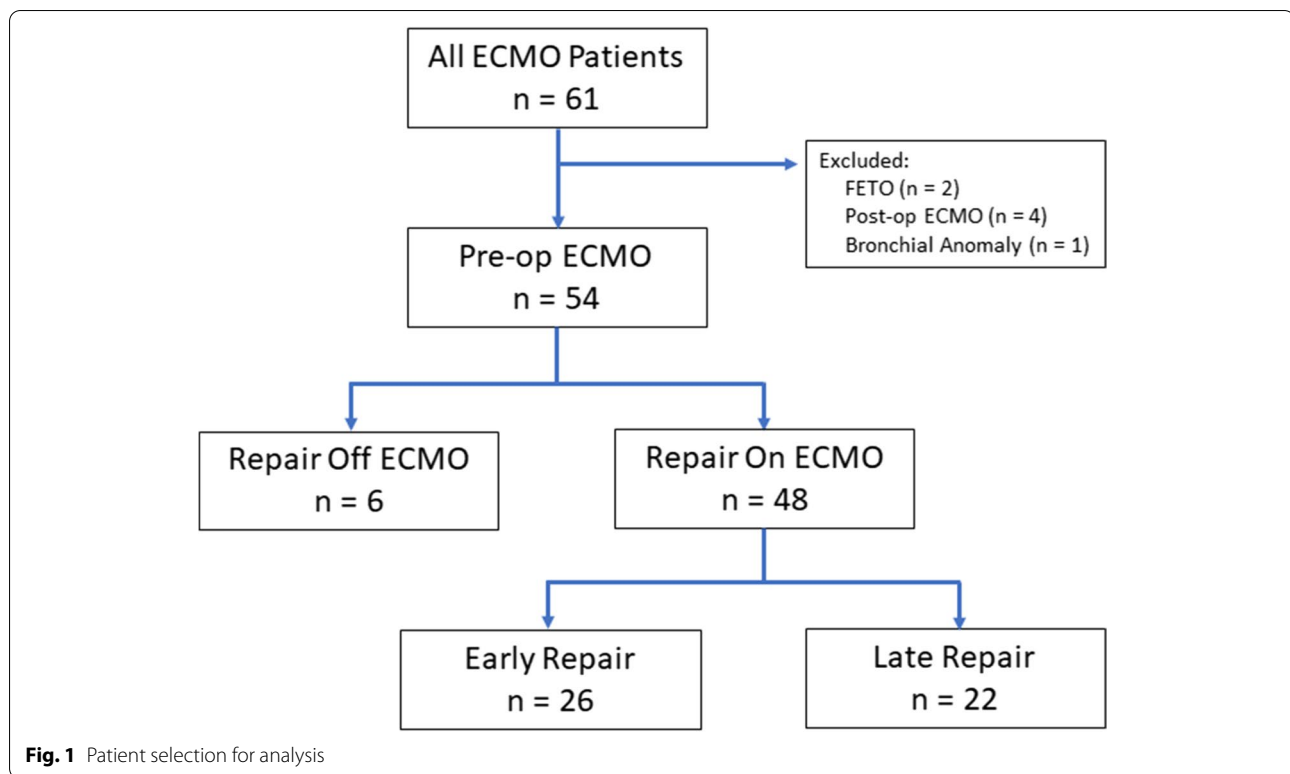 All ECMO Patients
n = 61
Excluded:
FETO (n = 2)
Post-op ECMO (n = 4)
Bronchial Anomaly (n = 1)
Pre-op ECMO
n = 54
Repair Off ECMO
n = 6
Repair On ECMO
n = 48
Early Repair
n = 26
Late Repair
n = 22
Fig. 1 Patient selection for analysis